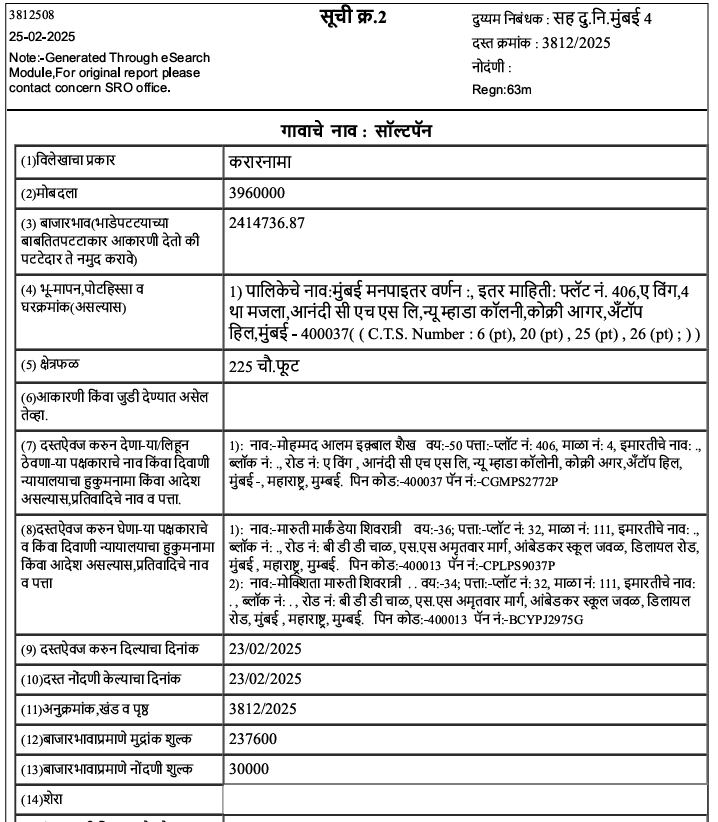 3812508
25-02-2025
Note:-Generated Through eSearch
Module,For original report please
contact concern SRO office.
सूची क्र.2
दुय्यम निबंधक : सह दु.नि.मुंबई 4
दस्त क्रमांक : 3812/2025
नोदंणी :
Regn:63m
गावाचे नाव : सॉल्टपॅन
(1)विलेखाचा प्रकार
करारनामा
(2)मोबदला
3960000
(3) बाजारभाव(भाडेपटटयाच्या
बाबतितपटटाकार आकारणी देतो की
पटटेदार ते नमुद करावे)
2414736.87
(4) भू-मापन,पोटहिस्सा व
घरक्रमांक(असल्यास)
1) पालिकेचे नाव:मुंबई मनपाइतर वर्णन :, इतर माहिती: फ्लॅट नं. 406,ए विंग,4
था मजला,आनंदी सी एच एस लि,न्यू म्हाडा कॉलनी,कोक्री आगर,अँटॉप
हिल,मुंबई - 400037( ( C.T.S. Number : 6 (pt), 20 (pt) , 25 (pt) , 26 (pt) ; ) )
(5) क्षेत्रफळ
225 चौ.फूट
(6)आकारणी किंवा जुडी देण्यात असेल
तेव्हा.
(7) दस्तऐवज करुन देणा-या/लिहून
ठेवणा-या पक्षकाराचे नाव किंवा दिवाणी
न्यायालयाचा हुकुमनामा किंवा आदेश
असल्यास,प्रतिवादिचे नाव व पत्ता.
1): नाव:-मोहम्मद आलम इक़्बाल शैख वय:-50 पत्ता:-प्लॉट नं: 406, माळा नं: 4, इमारतीचे नाव: .,
ब्लॉक नं: ., रोड नं: ए विंग , आनंदी सी एच एस लि, न्यू म्हाडा कॉलोनी, कोक्री अगर,अँटॉप हिल,
मुंबई -, महाराष्ट्र, मुम्बई. पिन कोड:-400037 पॅन नं:-CGMPS2772P
(8)दस्तऐवज करुन घेणा-या पक्षकाराचे
व किंवा दिवाणी न्यायालयाचा हुकुमनामा
किंवा आदेश असल्यास,प्रतिवादिचे नाव
व पत्ता
1): नाव:-मारुती मार्कंडेया शिवरात्री वय:-36; पत्ता:-प्लॉट नं: 32, माळा नं: 111, इमारतीचे नाव: .,
ब्लॉक नं: ., रोड नं: बी डी डी चाळ, एस.एस अमृतवार मार्ग, आंबेडकर स्कूल जवळ, डिलायल रोड,
मुंबई , महाराष्ट्र, मुम्बई. पिन कोड:-400013 पॅन नं:-CPLPS9037P
2): नाव:-मोक्शिता मारुती शिवरात्री . . वय:-34; पत्ता:-प्लॉट नं: 32, माळा नं: 111, इमारतीचे नाव:
. , ब्लॉक नं: . , रोड नं: बी डी डी चाळ, एस.एस अमृतवार मार्ग, आंबेडकर स्कूल जवळ, डिलायल
रोड, मुंबई , महाराष्ट्र, मुम्बई. पिन कोड:-400013 पॅन नं:-BCYPJ2975G
(9) दस्तऐवज करुन दिल्याचा दिनांक
23/02/2025
(10)दस्त नोंदणी केल्याचा दिनांक
23/02/2025
(11)अनुक्रमांक,खंड व पृष्ठ
3812/2025
(12)बाजारभावाप्रमाणे मुद्रांक शुल्क
237600
(13)बाजारभावाप्रमाणे नोंदणी शुल्क
30000
(14)शेरा